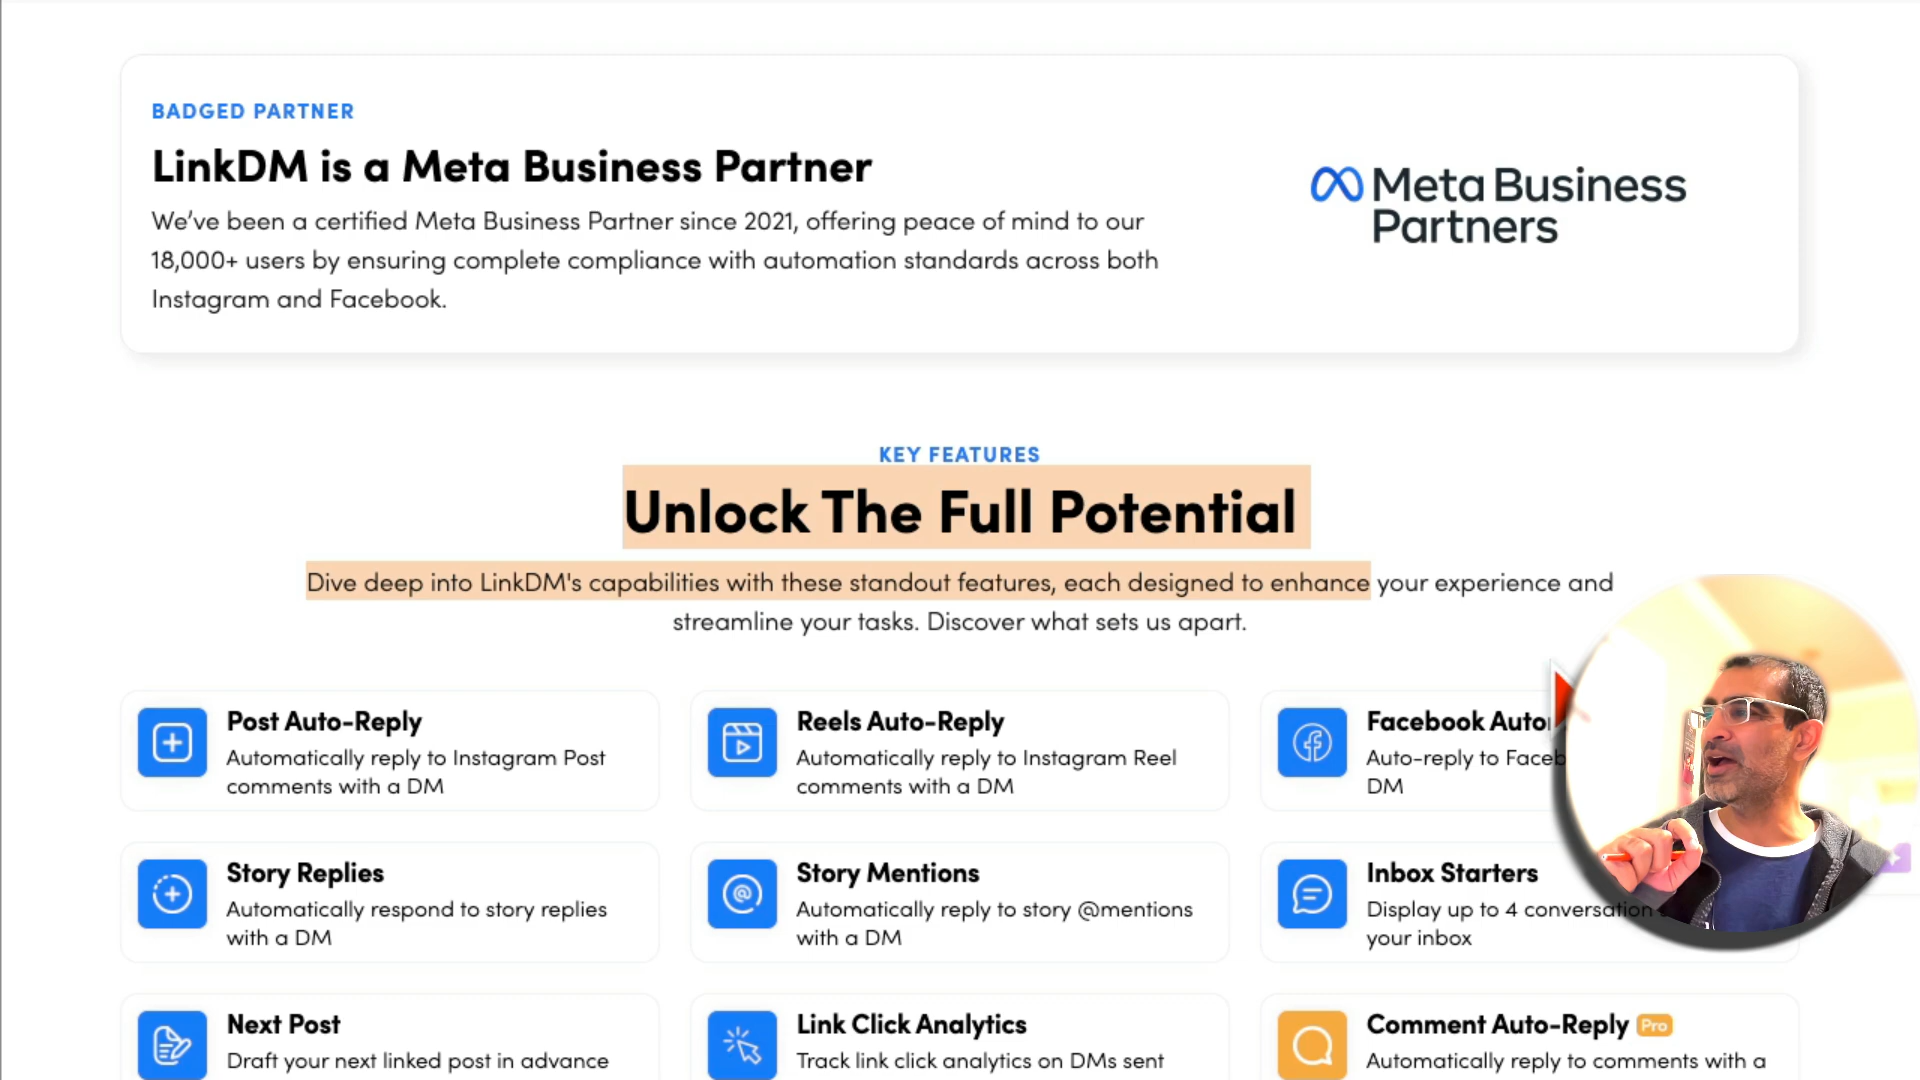 BADGED PARTNER
LinkDM is a Meta Business Partner
We've been a certified Meta Business Partner since 2021, offering peace of mind to our
18,000+ users by ensuring complete compliance with automation standards across both
Instagram and Facebook.
Meta Business
Partners
KEY FEATURES
Unlock The Full Potential
Dive deep into LinkDM's capabilities with these standout features, each designed to enhance your experience and
streamline your tasks. Discover what sets us apart.
Post Auto-Reply
Automatically reply to Instagram Post
comments with a DM
Reels Auto-Reply
Automatically reply to Instagram Reel
comments with a DM
Facebook
Auto-reply to
DM
Story Replies
Automatically respond to story replies
with a DM
Story Mentions
Automatically reply to story @mentions
with a DM
Inbox Starters
Display up to 4 conversation
your inbox
Next Post
Draft your next linked post in advance
Link Click Analytics
Track link click analytics on DMs sent
Comment Auto-Reply Pro
Automatically reply to comments with a